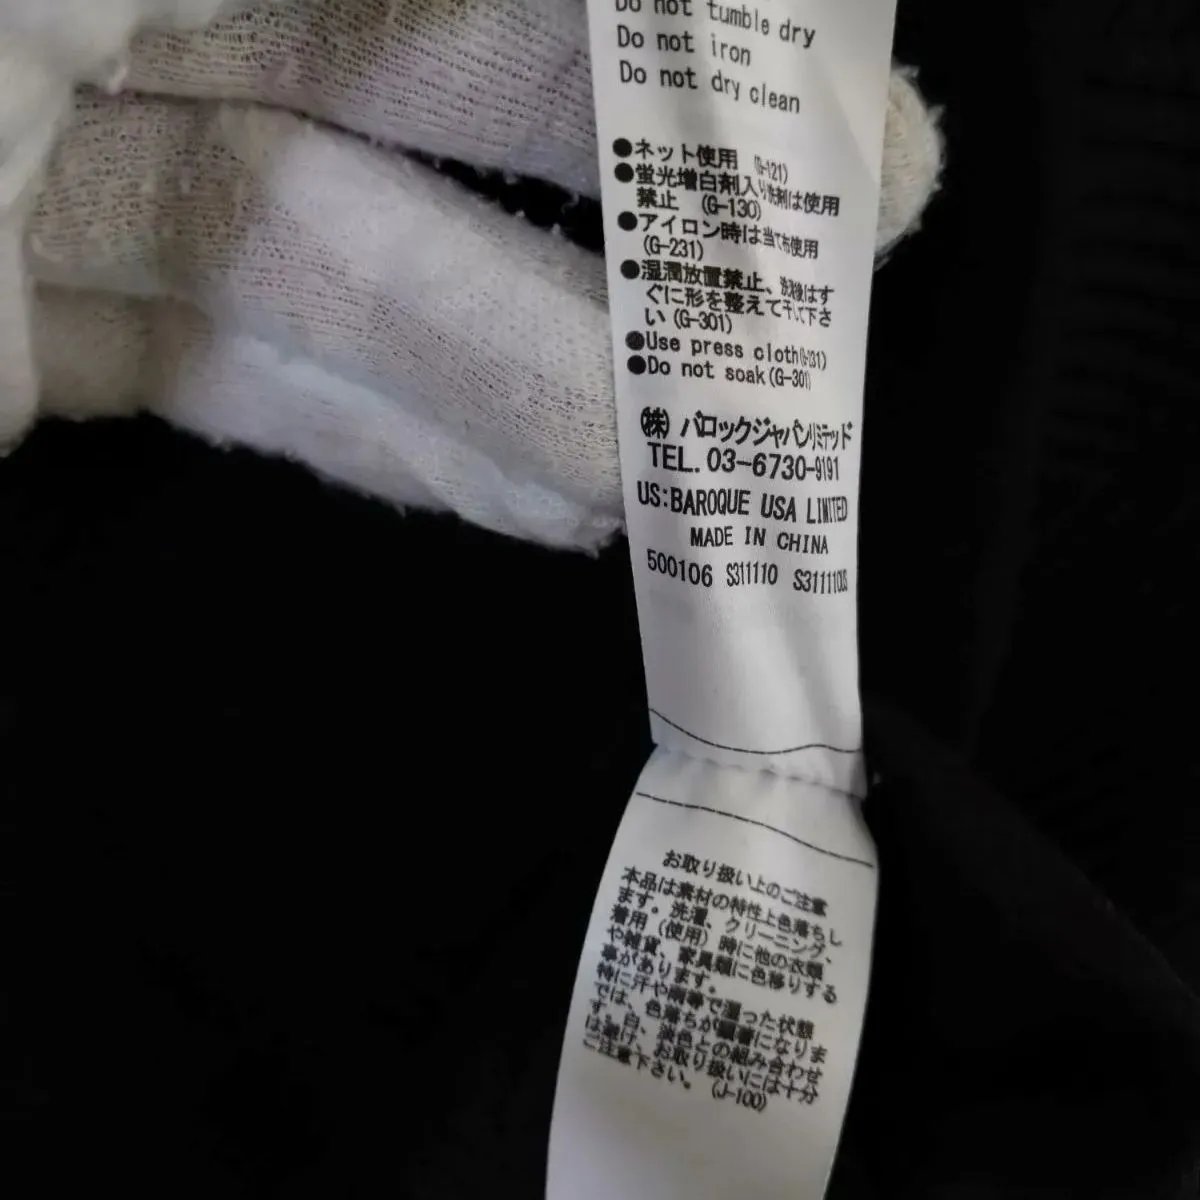 Do not tumble dry
Do not iron
Do not dry clean
●ネット使用 (G-121)
●蛍光増白剤入り洗剤は使用
禁止 (G-130)
●アイロン時は当て布使用
(G-231)
●湿潤放置禁止、洗濯後はす
ぐに形を整えて干して下さ
い (G-301)
●Use press cloth(G-231)
●Do not soak(G-301)
(株) バロックジャパンリミテッド
TEL. 03-6730-9191
US:BAROQUE USA LIMITED
MADE IN CHINA
500106 S311110 S311110US
お取り扱い上のご注意
本品は素材の特性上色落ちし
ます。洗濯、クリーニング、
着用（使用）時に他の衣類
や雑貨、家具類に色移りする
事があります。
特に汗や雨等で湿った状態
では、色落ちが顕著になりま
す。白、淡色との組み合わせ
は避け、お取り扱いには十分
ご注意下さい。 (J-100)